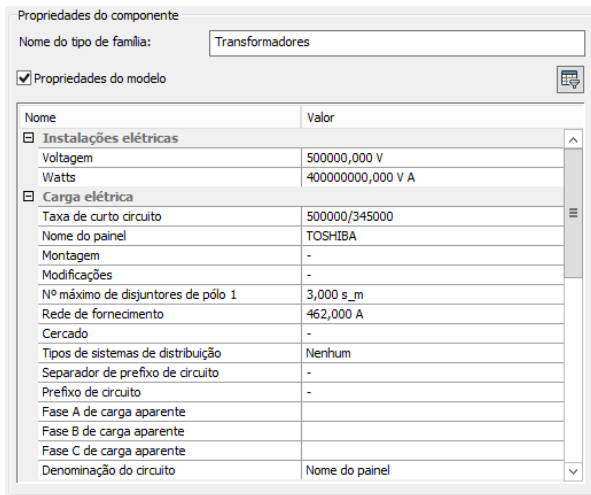 Propriedades do componente
Nome do tipo de família: Transformadores
Propriedades do modelo
Nome Valor
Instalações elétricas
Voltagem 500000,000 V
Watts 400000000,000 V A
Carga elétrica
Taxa de curto circuito 500000/345000
Nome do painel TOSHIBA
Montagem -
Modificações -
Nº máximo de disjuntores de pólo 1 3,000 s_m
Rede de fornecimento 462,000 A
Cercado -
Tipos de sistemas de distribuição Nenhum
Separador de prefixo de circuito -
Prefixo de circuito -
Fase A de carga aparente
Fase B de carga aparente
Fase C de carga aparente
Denominação do circuito Nome do painel